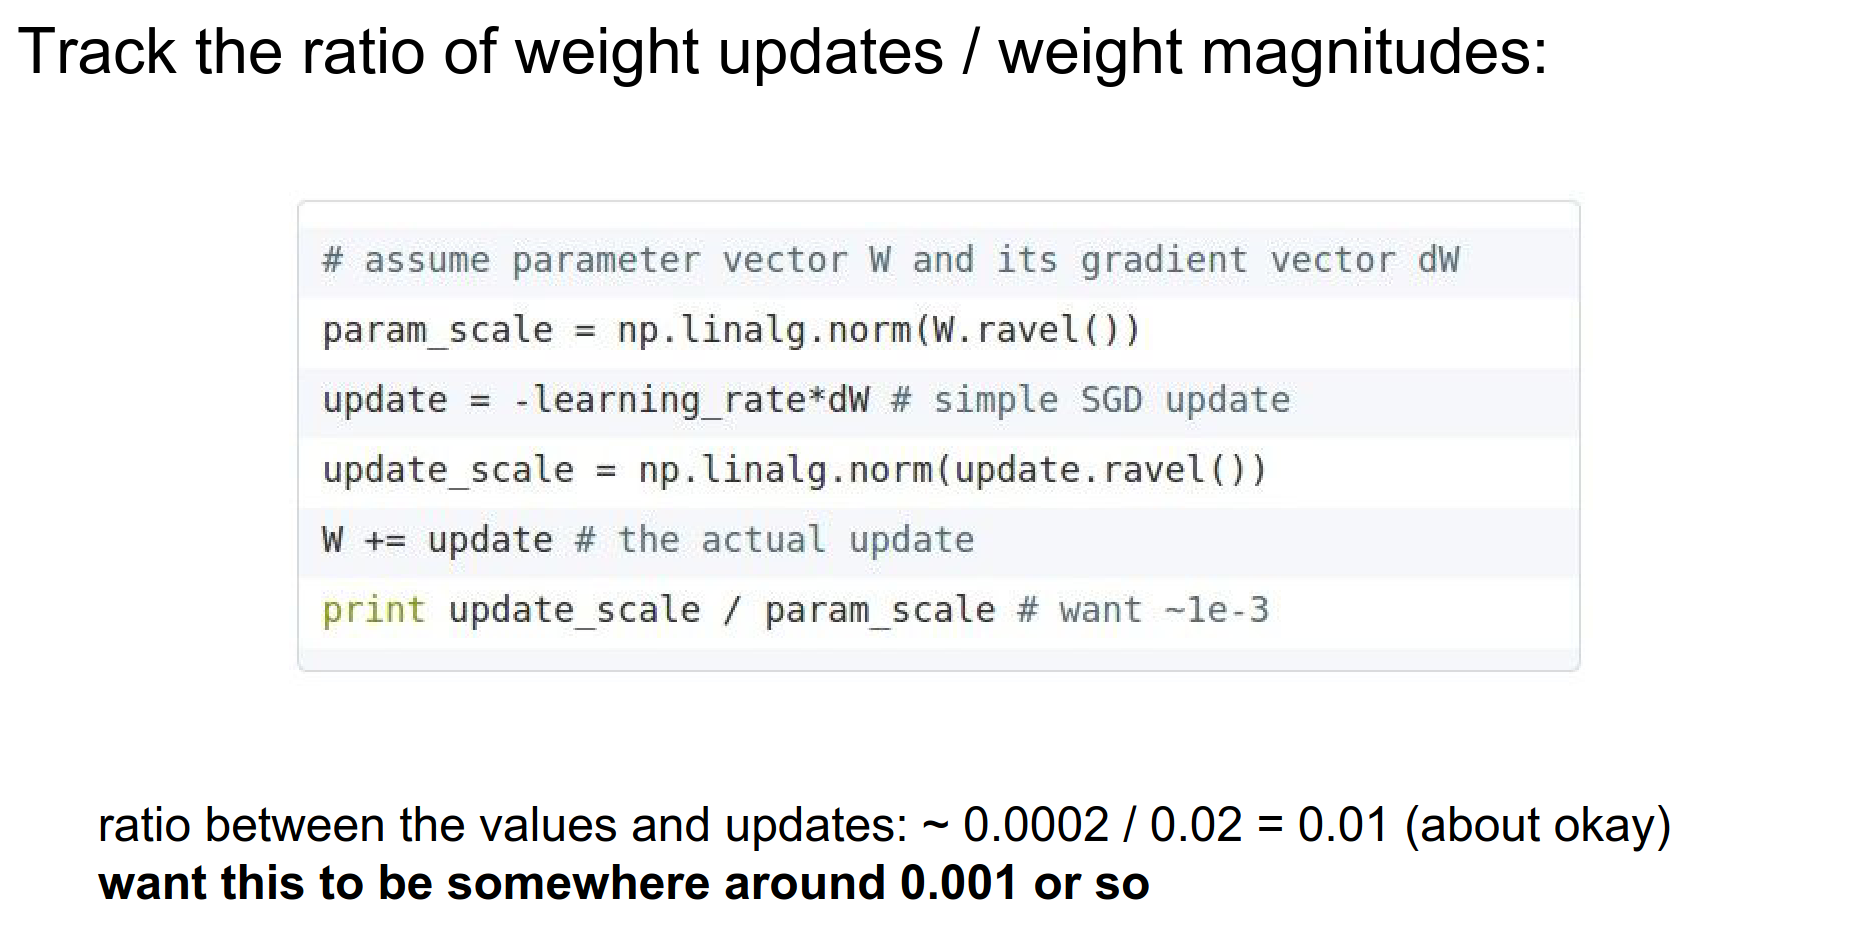 Track the ratio of weight updates / weight magnitudes:
# assume parameter vector W and its gradient vector dW
param_scale = np.linalg.norm(W.ravel())
update = -learning_rate*dW # simple SGD update
update_scale = np.linalg.norm(update.ravel())
W += update # the actual update
print update_scale / param_scale # want ~1e-3
ratio between the values and updates: ~ 0.0002 / 0.02 = 0.01 (about okay)
want this to be somewhere around 0.001 or so